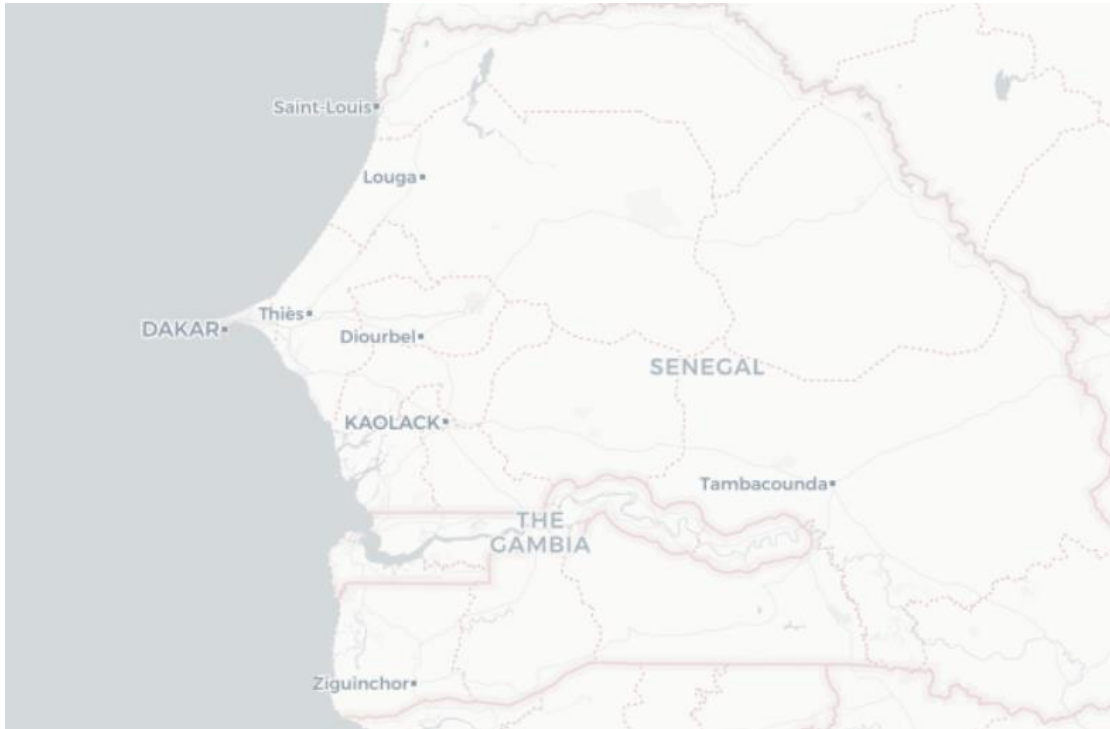 Saint-Louis
Louga
Thiès
DAKAR
Diourbel
SENEGAL
KAOLACK
Tambacounda
THE
GAMBIA
Ziguinchor